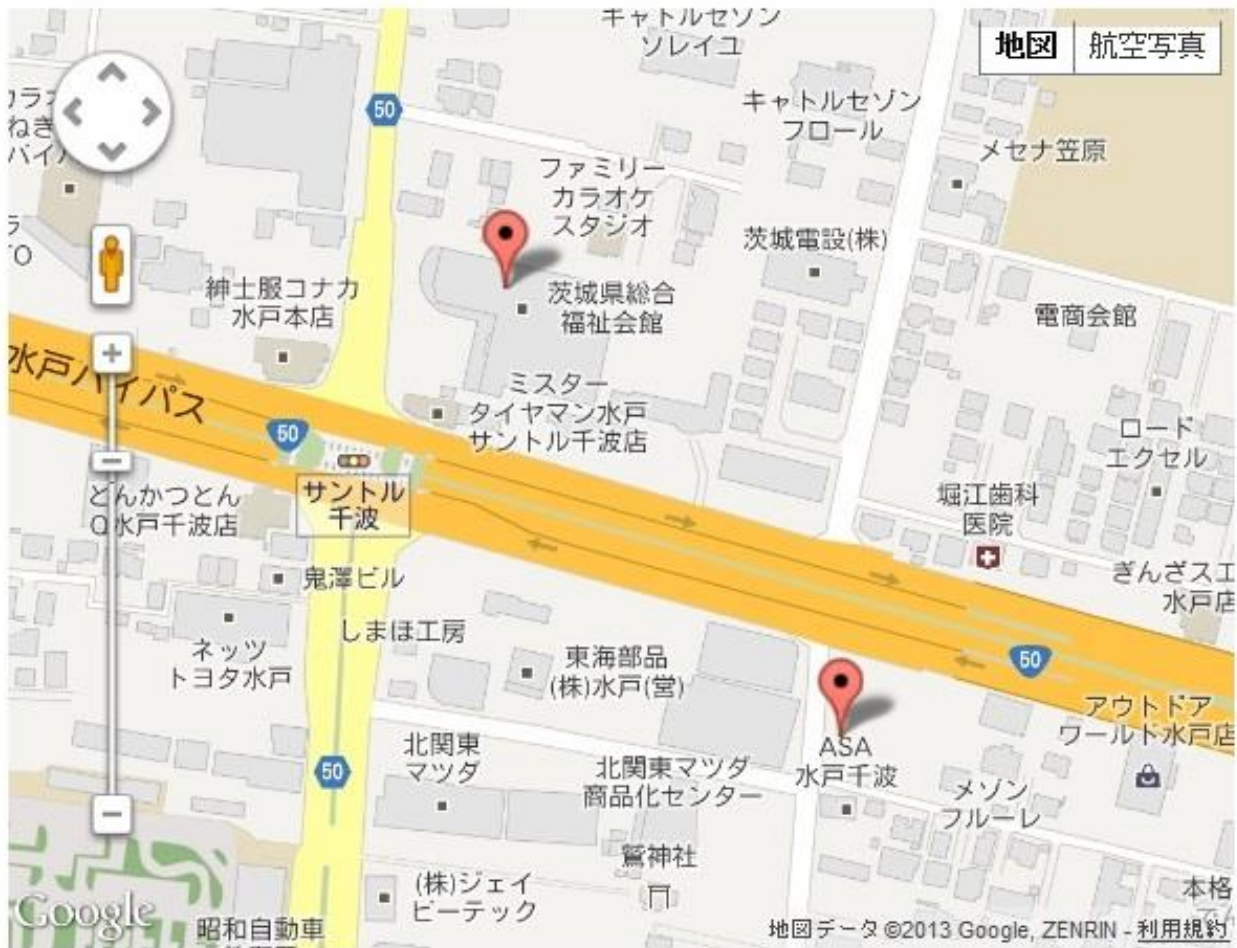 キャトルセゾン
ソレイユ
地図
航空写真
50
キャトルセゾン
フロール
メセナ笠原
ファミリー
カラオケ
スタジオ
茨城電設(株)
紳士服コナカ
水戸本店
茨城県総合
福祉会館
電商会館
水戸バイパス
ミスター
タイヤマン水戸
サントル千波店
50
ロード
エクセル
とんかつとん
Q水戸千波店
サントル
千波
堀江歯科
医院
鬼澤ビル
ぎんざスエ
水戸店
しまほ工房
ネッツ
トヨタ水戸
東海部品
(株)水戸(営)
50
アウトドア
ワールド水戸店
北関東
マツダ
50
北関東マツダ
商品化センター
ASA
水戸千波
メゾン
フルーレ
鷲神社
(株)ジェイ
ビーテック
本格
Google
昭和自動車
地図データ ©2013 Google, ZENRIN - 利用規約